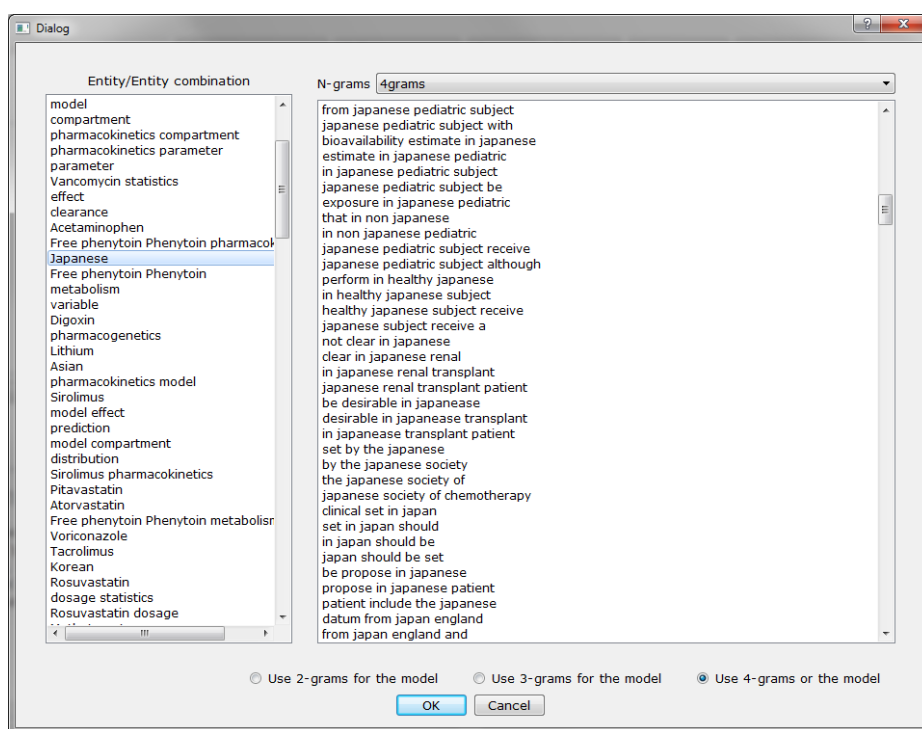 Dialog
Entity/Entity combination
model
compartment
pharmacokinetics compartment
pharmacokinetics parameter
parameter
Vancomycin statistics
effect
clearance
Acetaminophen
Free phenytoin Phenytoin pharmacok
Japanese
Free phenytoin Phenytoin
metabolism
variable
Digoxin
pharmacogenetics
Lithium
Asian
pharmacokinetics model
Sirolimus
model effect
prediction
model compartment
distribution
Sirolimus pharmacokinetics
Pitavastatin
Atorvastatin
Free phenytoin Phenytoin metabolisr
Voriconazole
Tacrolimus
Korean
Rosuvastatin
dosage statistics
Rosuvastatin dosage
N-grams 4grams
from japanese pediatric subject
japanese pediatric subject with
bioavailability estimate in japanese
estimate in japanese pediatric
in japanese pediatric subject
japanese pediatric subject be
exposure in japanese pediatric
that in non japanese
in non japanese pediatric
japanese pediatric subject receive
japanese pediatric subject although
perform in healthy japanese
in healthy japanese subject
healthy japanese subject receive
japanese subject receive a
not clear in japanese
clear in japanese renal
in japanese renal transplant
japanese renal transplant patient
be desirable in japanease
desirable in japanease transplant
in japanease transplant patient
set by the japanese
by the japanese society
the japanese society of
japanese society of chemotherapy
clinical set in japan
set in japan should
in japan should be
japan should be set
be propose in japanese
propose in japanese patient
patient include the japanese
datum from japan england
from japan england and
Use 2-grams for the model
Use 3-grams for the model
Use 4-grams or the model
OK
Cancel